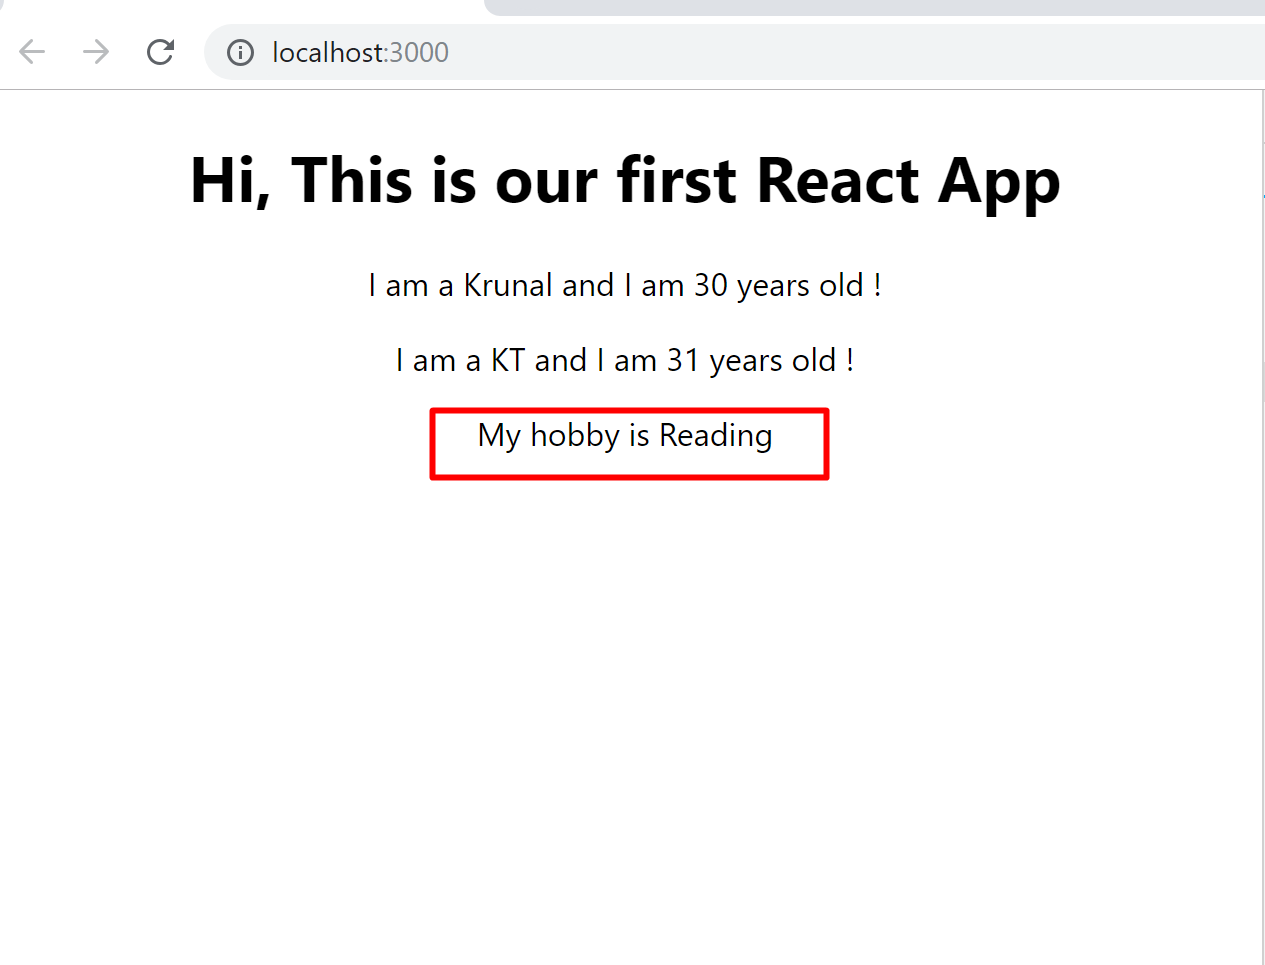 localhost:3000
Hi, This is our first React App
I am a Krunal and I am 30 years old !
I am a KT and I am 31 years old !
My hobby is Reading